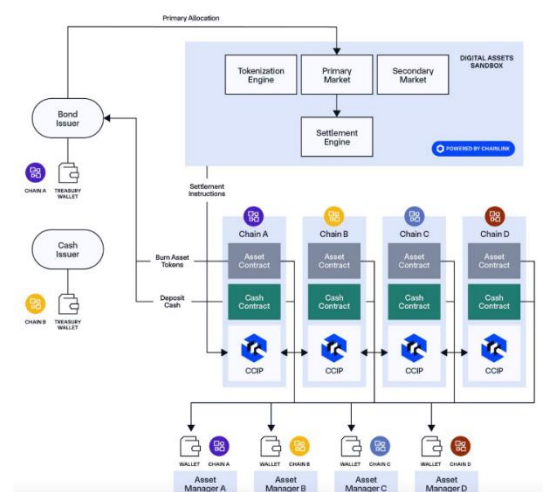 Primary Allocation
DIGITAL ASSETS
SANDBOX
Tokenization
Engine
Primary
Market
Secondary
Market
Bond
Issuer
Settlement
Engine
POWERED BY CHAINLINK
CHAIN A
TREASURY
WALLET
Settlement
Instructions
Cash
Issuer
CHAIN B
TREASURY
WALLET
Chain A
Chain B
Chain C
Chain D
Burn Asset
Tokens
Asset
Contract
Asset
Contract
Asset
Contract
Asset
Contract
Deposit
Cash
Cash
Contract
Cash
Contract
Cash
Contract
Cash
Contract
CCIP
CCIP
CCIP
CCIP
WALLET
CHAIN A
WALLET
CHAIN B
WALLET
CHAIN C
WALLET
CHAIN D
Asset
Manager A
Asset
Manager B
Asset
Manager C
Asset
Manager D